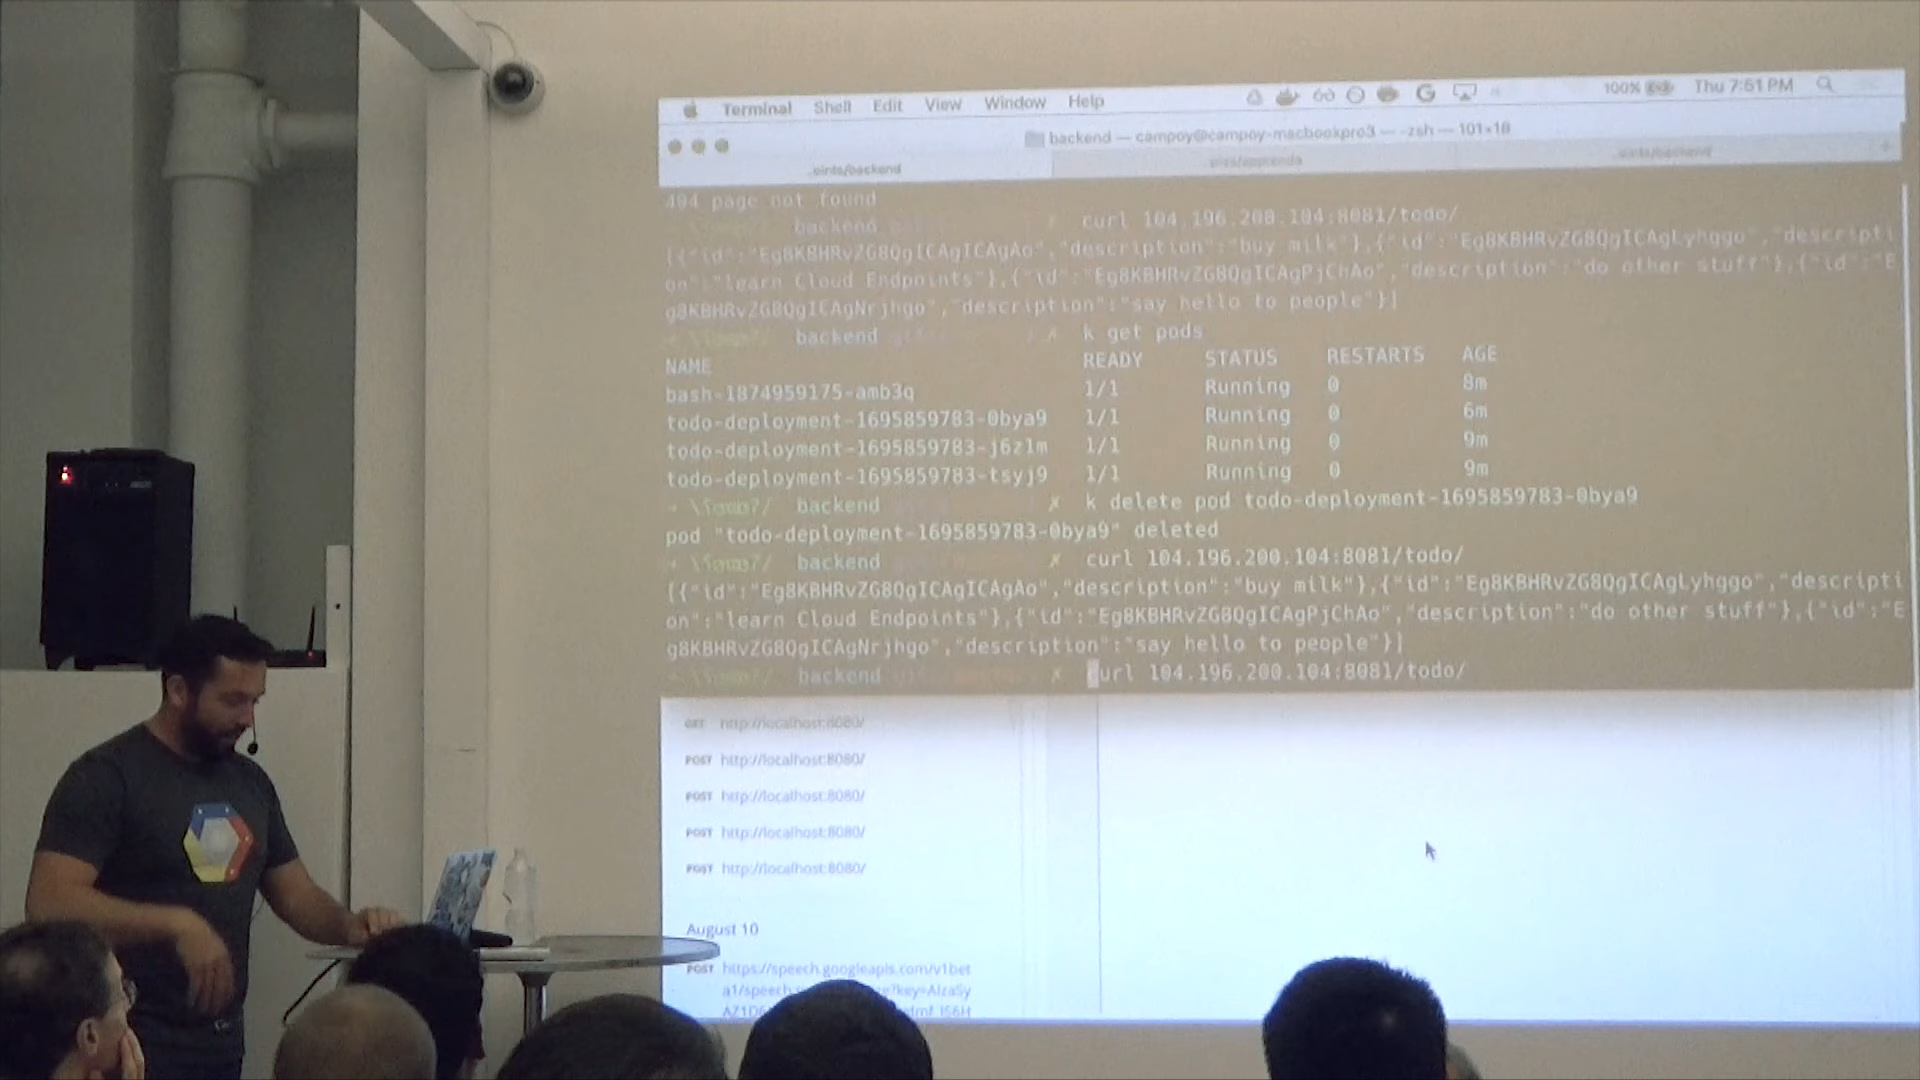 Terminal Shell Edit View Window Help 100% Thu 7:51 PM
backend — campoy@campoy-macbookpro3 — -zsh — 101×18
..oints/backend
404 page not found
backend ✗ curl 104.196.200.104:8081/todo/
[{"id":"Eg8KBHRvZG8QgICAgICAgAo","description":"buy milk"},{"id":"Eg8KBHRvZG8QgICAgLyhggo","descripti
on":"learn Cloud Endpoints"},{"id":"Eg8KBHRvZG8QgICAgPjChAo","description":"do other stuff"},{"id":"E
g8KBHRvZG8QgICAgNrjhgo","description":"say hello to people"}]
backend ✗ k get pods
NAME READY STATUS RESTARTS AGE
bash-1874959175-amb3q 1/1 Running 0 8m
todo-deployment-1695859783-0bya9 1/1 Running 0 6m
todo-deployment-1695859783-j6z1m 1/1 Running 0 9m
todo-deployment-1695859783-tsyj9 1/1 Running 0 9m
backend ✗ k delete pod todo-deployment-1695859783-0bya9
pod "todo-deployment-1695859783-0bya9" deleted
backend ✗ curl 104.196.200.104:8081/todo/
[{"id":"Eg8KBHRvZG8QgICAgICAgAo","description":"buy milk"},{"id":"Eg8KBHRvZG8QgICAgLyhggo","descripti
on":"learn Cloud Endpoints"},{"id":"Eg8KBHRvZG8QgICAgPjChAo","description":"do other stuff"},{"id":"E
g8KBHRvZG8QgICAgNrjhgo","description":"say hello to people"}]
backend ✗ curl 104.196.200.104:8081/todo/
GET http://localhost:8080/
POST http://localhost:8080/
POST http://localhost:8080/
POST http://localhost:8080/
POST http://localhost:8080/
August 10
POST https://speech.googleapis.com/v1bet